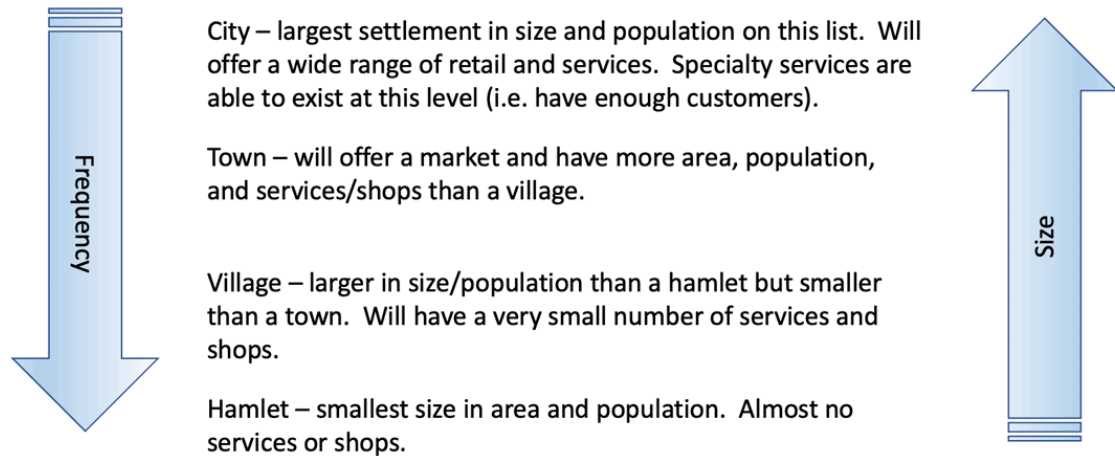 City – largest settlement in size and population on this list.  Will
offer a wide range of retail and services.  Specialty services are
able to exist at this level (i.e. have enough customers).
Town – will offer a market and have more area, population,
and services/shops than a village.
Village – larger in size/population than a hamlet but smaller
than a town.  Will have a very small number of services and
shops.
Hamlet – smallest size in area and population.  Almost no
services or shops.
Frequency
Size